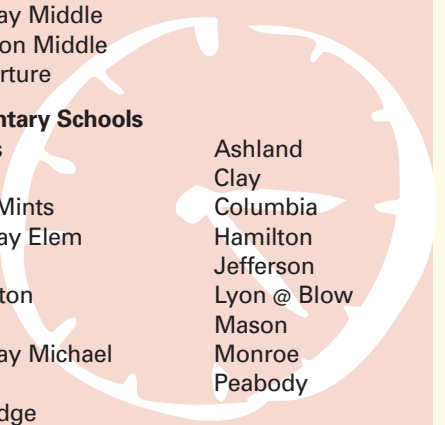 ay Middle
on Middle
rture
ntary Schools
s
Mints
ay Elem
ton
ay Michael
dge
Ashland
Clay
Columbia
Hamilton
Jefferson
Lyon @ Blow
Mason
Monroe
Peabody